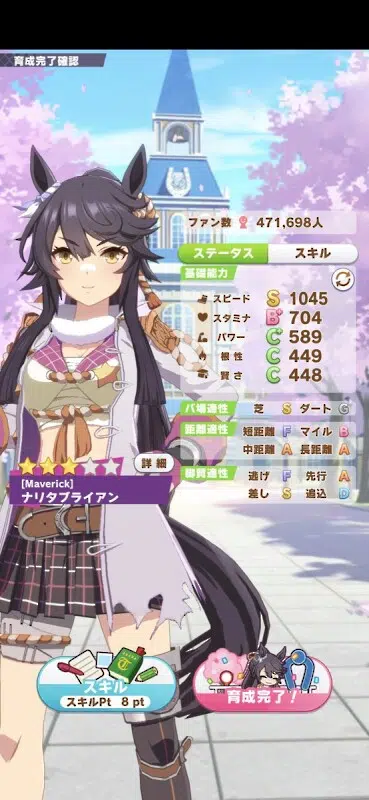 育成完了確認
ファン数 471,698人
ステータス スキル
基礎能力
スピード S 1045
スタミナ B+ 704
パワー C+ 589
根性 C 449
賢さ C 448
バ場適性 芝 S ダート G
距離適性 短距離 F マイル B
中距離 A 長距離 A
脚質適性 逃げ F 先行 A
差し S 追込 D
詳細
[Maverick]
ナリタブライアン
スキル
スキルPt 8 pt
育成完了！